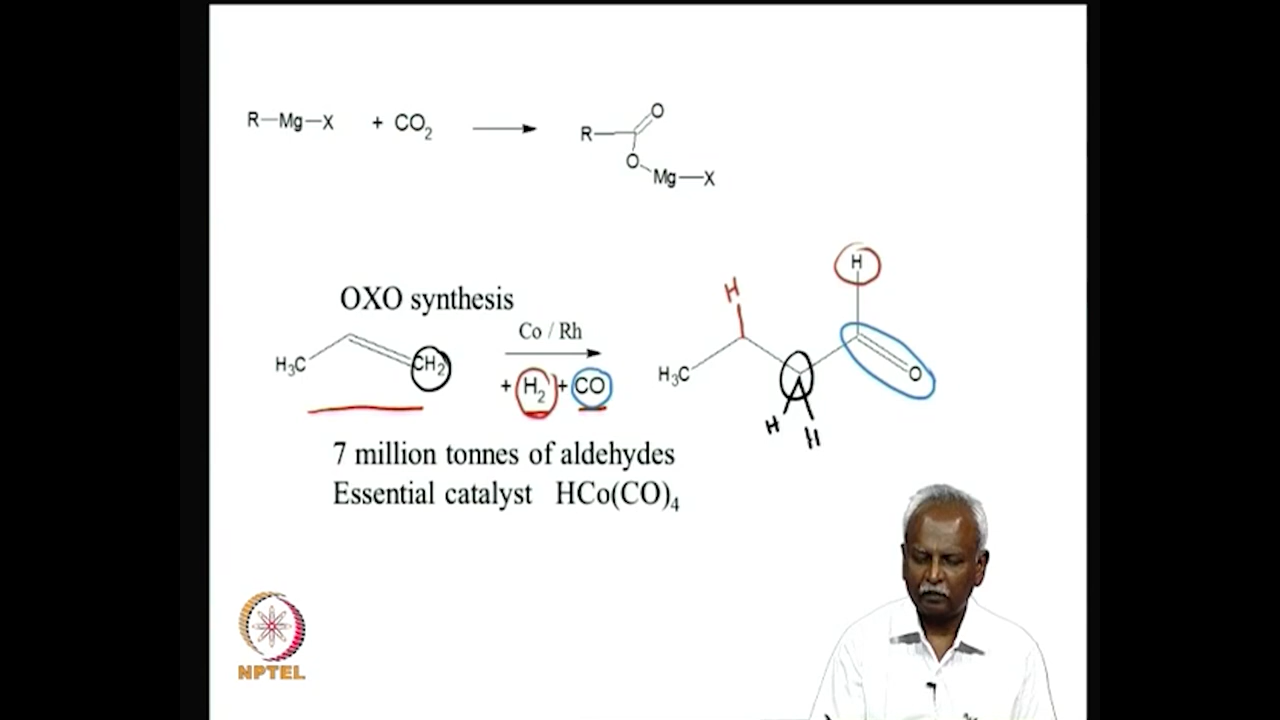 R—Mg—X + CO₂ → R O O Mg—X
OXO synthesis
H₃C CH₂ Co / Rh + H₂ + CO H₃C H H H H O
7 million tonnes of aldehydes
Essential catalyst HCo(CO)₄
NPTEL